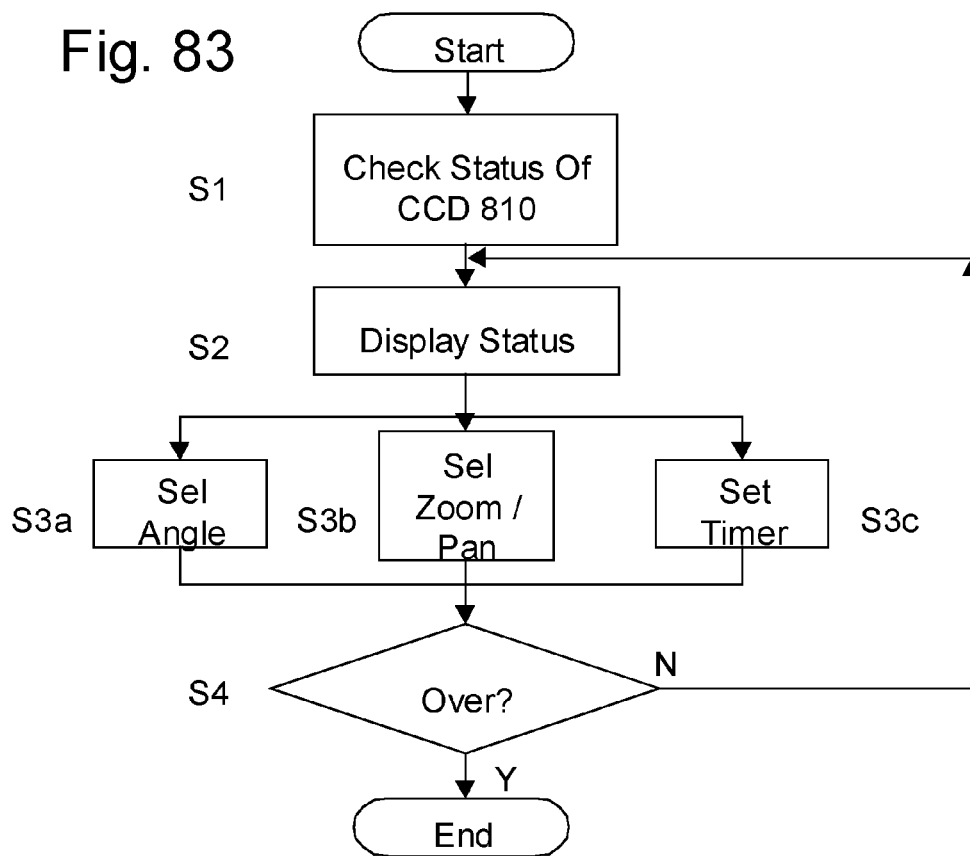 Fig. 83
Start
S1
Check Status Of
CCD 810
S2
Display Status
S3a
Sel
Angle
S3b
Sel
Zoom /
Pan
Set
Timer
S3c
S4
Over?
N
Y
End